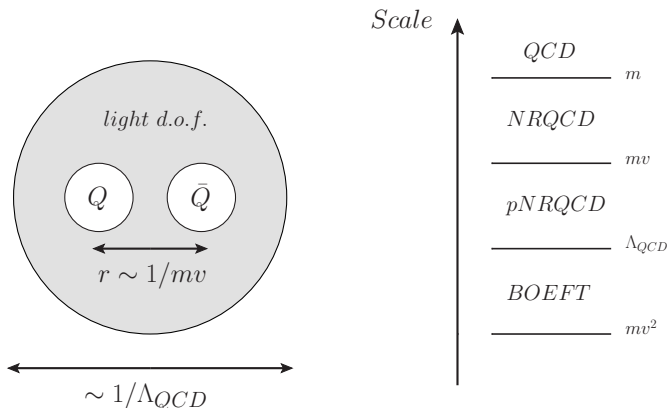 light d.o.f.
Q
Q̄
r ∼ 1/mv
∼ 1/Λ_QCD
Scale
QCD
m
NRQCD
mv
pNRQCD
Λ_QCD
BOEFT
mv²